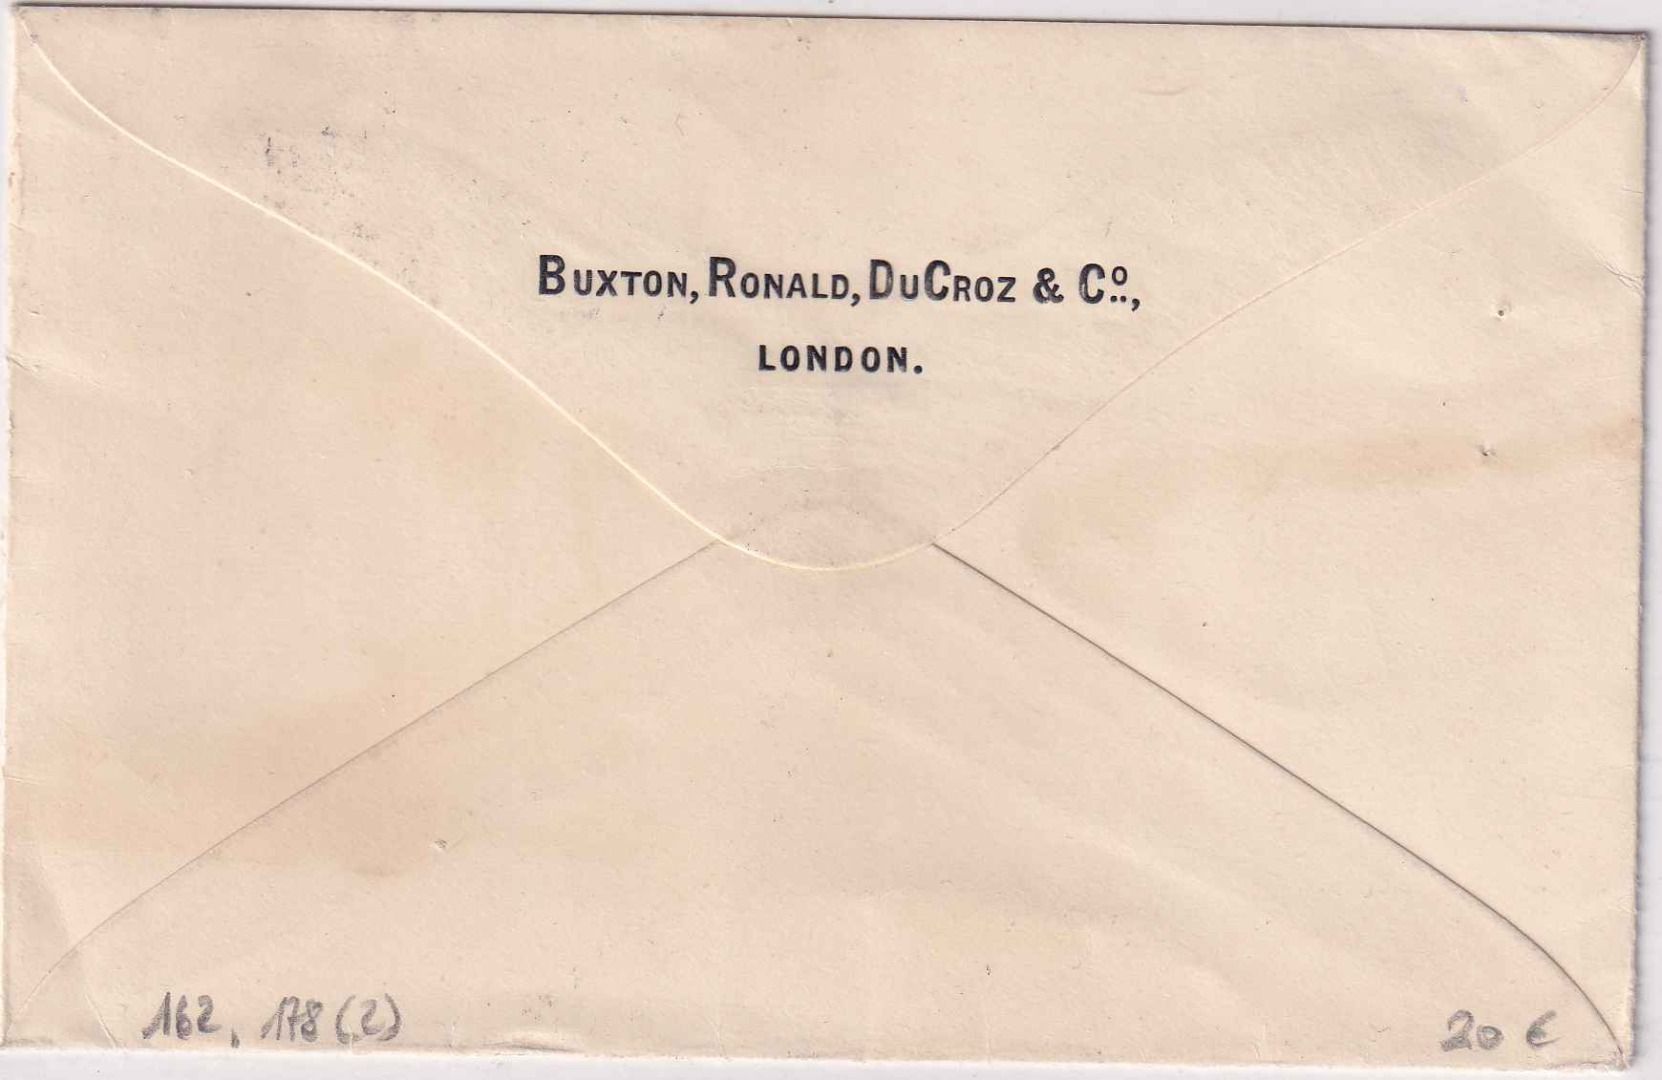 BUXTON, RONALD, DUCROZ & Cº.,
LONDON.
162, 178 (2)
20 €